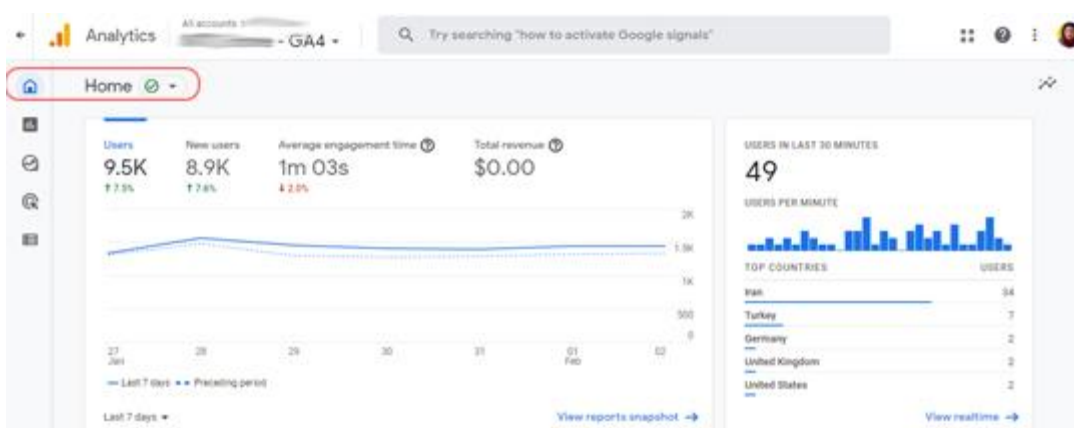 All accounts
Analytics
- GA4
Try searching "how to activate Google signals"
Home
Users
9.5K
7.5%
New users
8.9K
7.6%
Average engagement time
1m 03s
2.0%
Total revenue
$0.00
2K
1.5K
1K
500
0
27
Jan
28
29
30
31
01
Feb
02
Last 7 days
Preceding period
Last 7 days
View reports snapshot
USERS IN LAST 30 MINUTES
49
USERS PER MINUTE
TOP COUNTRIES USERS
Iran 34
Turkey 7
Germany 2
United Kingdom 2
United States 2
View realtime